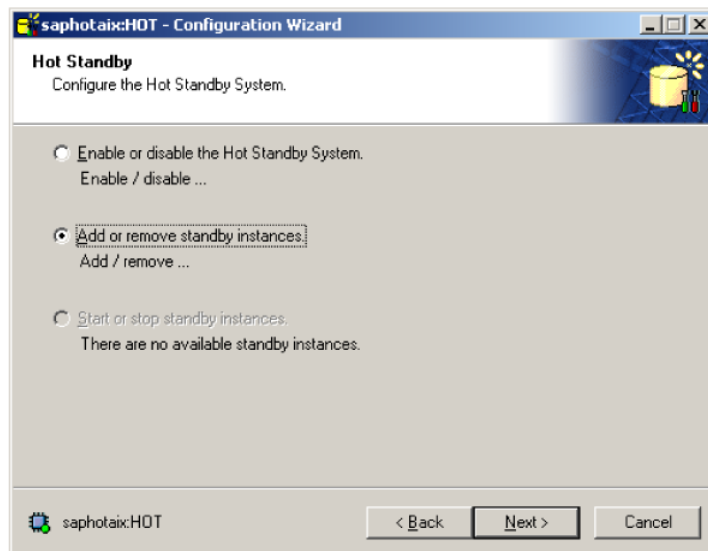 saphotaix:HOT - Configuration Wizard
Hot Standby
Configure the Hot Standby System.
Enable or disable the Hot Standby System.
Enable / disable ...
Add or remove standby instances.
Add / remove ...
Start or stop standby instances.
There are no available standby instances.
saphotaix:HOT
< Back Next > Cancel